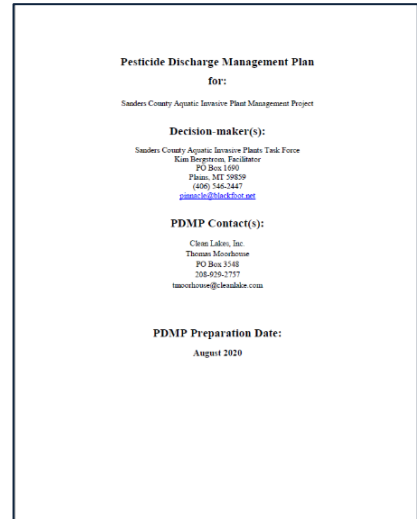 Pesticide Discharge Management Plan
for:
Sanders County Aquatic Invasive Plant Management Project
Decision-maker(s):
Sanders County Aquatic Invasive Plants Task Force
Kim Bergstrom, Facilitator
PO Box 1690
Plains, MT 59859
(406) 546-2447
pinnacle@blackfoot.net
PDMP Contact(s):
Clean Lakes, Inc.
Thomas Moorhouse
PO Box 3548
208-929-2757
tmoorhouse@cleanlake.com
PDMP Preparation Date:
August 2020